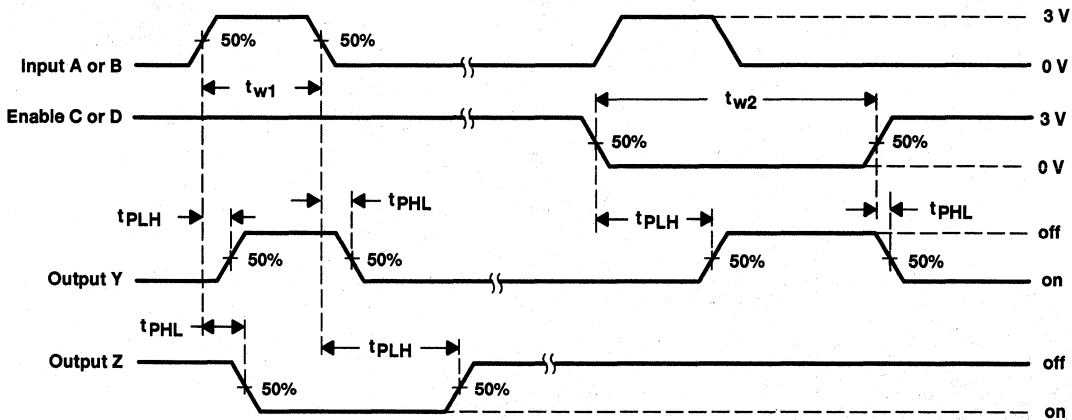 3 V
50%
50%
Input A or B
0 V
tw1
tw2
Enable C or D
3 V
50%
50%
0 V
tPLH
tPHL
tPLH
tPHL
off
50%
50%
50%
50%
Output Y
on
tPHL
tPLH
Output Z
off
50%
50%
on